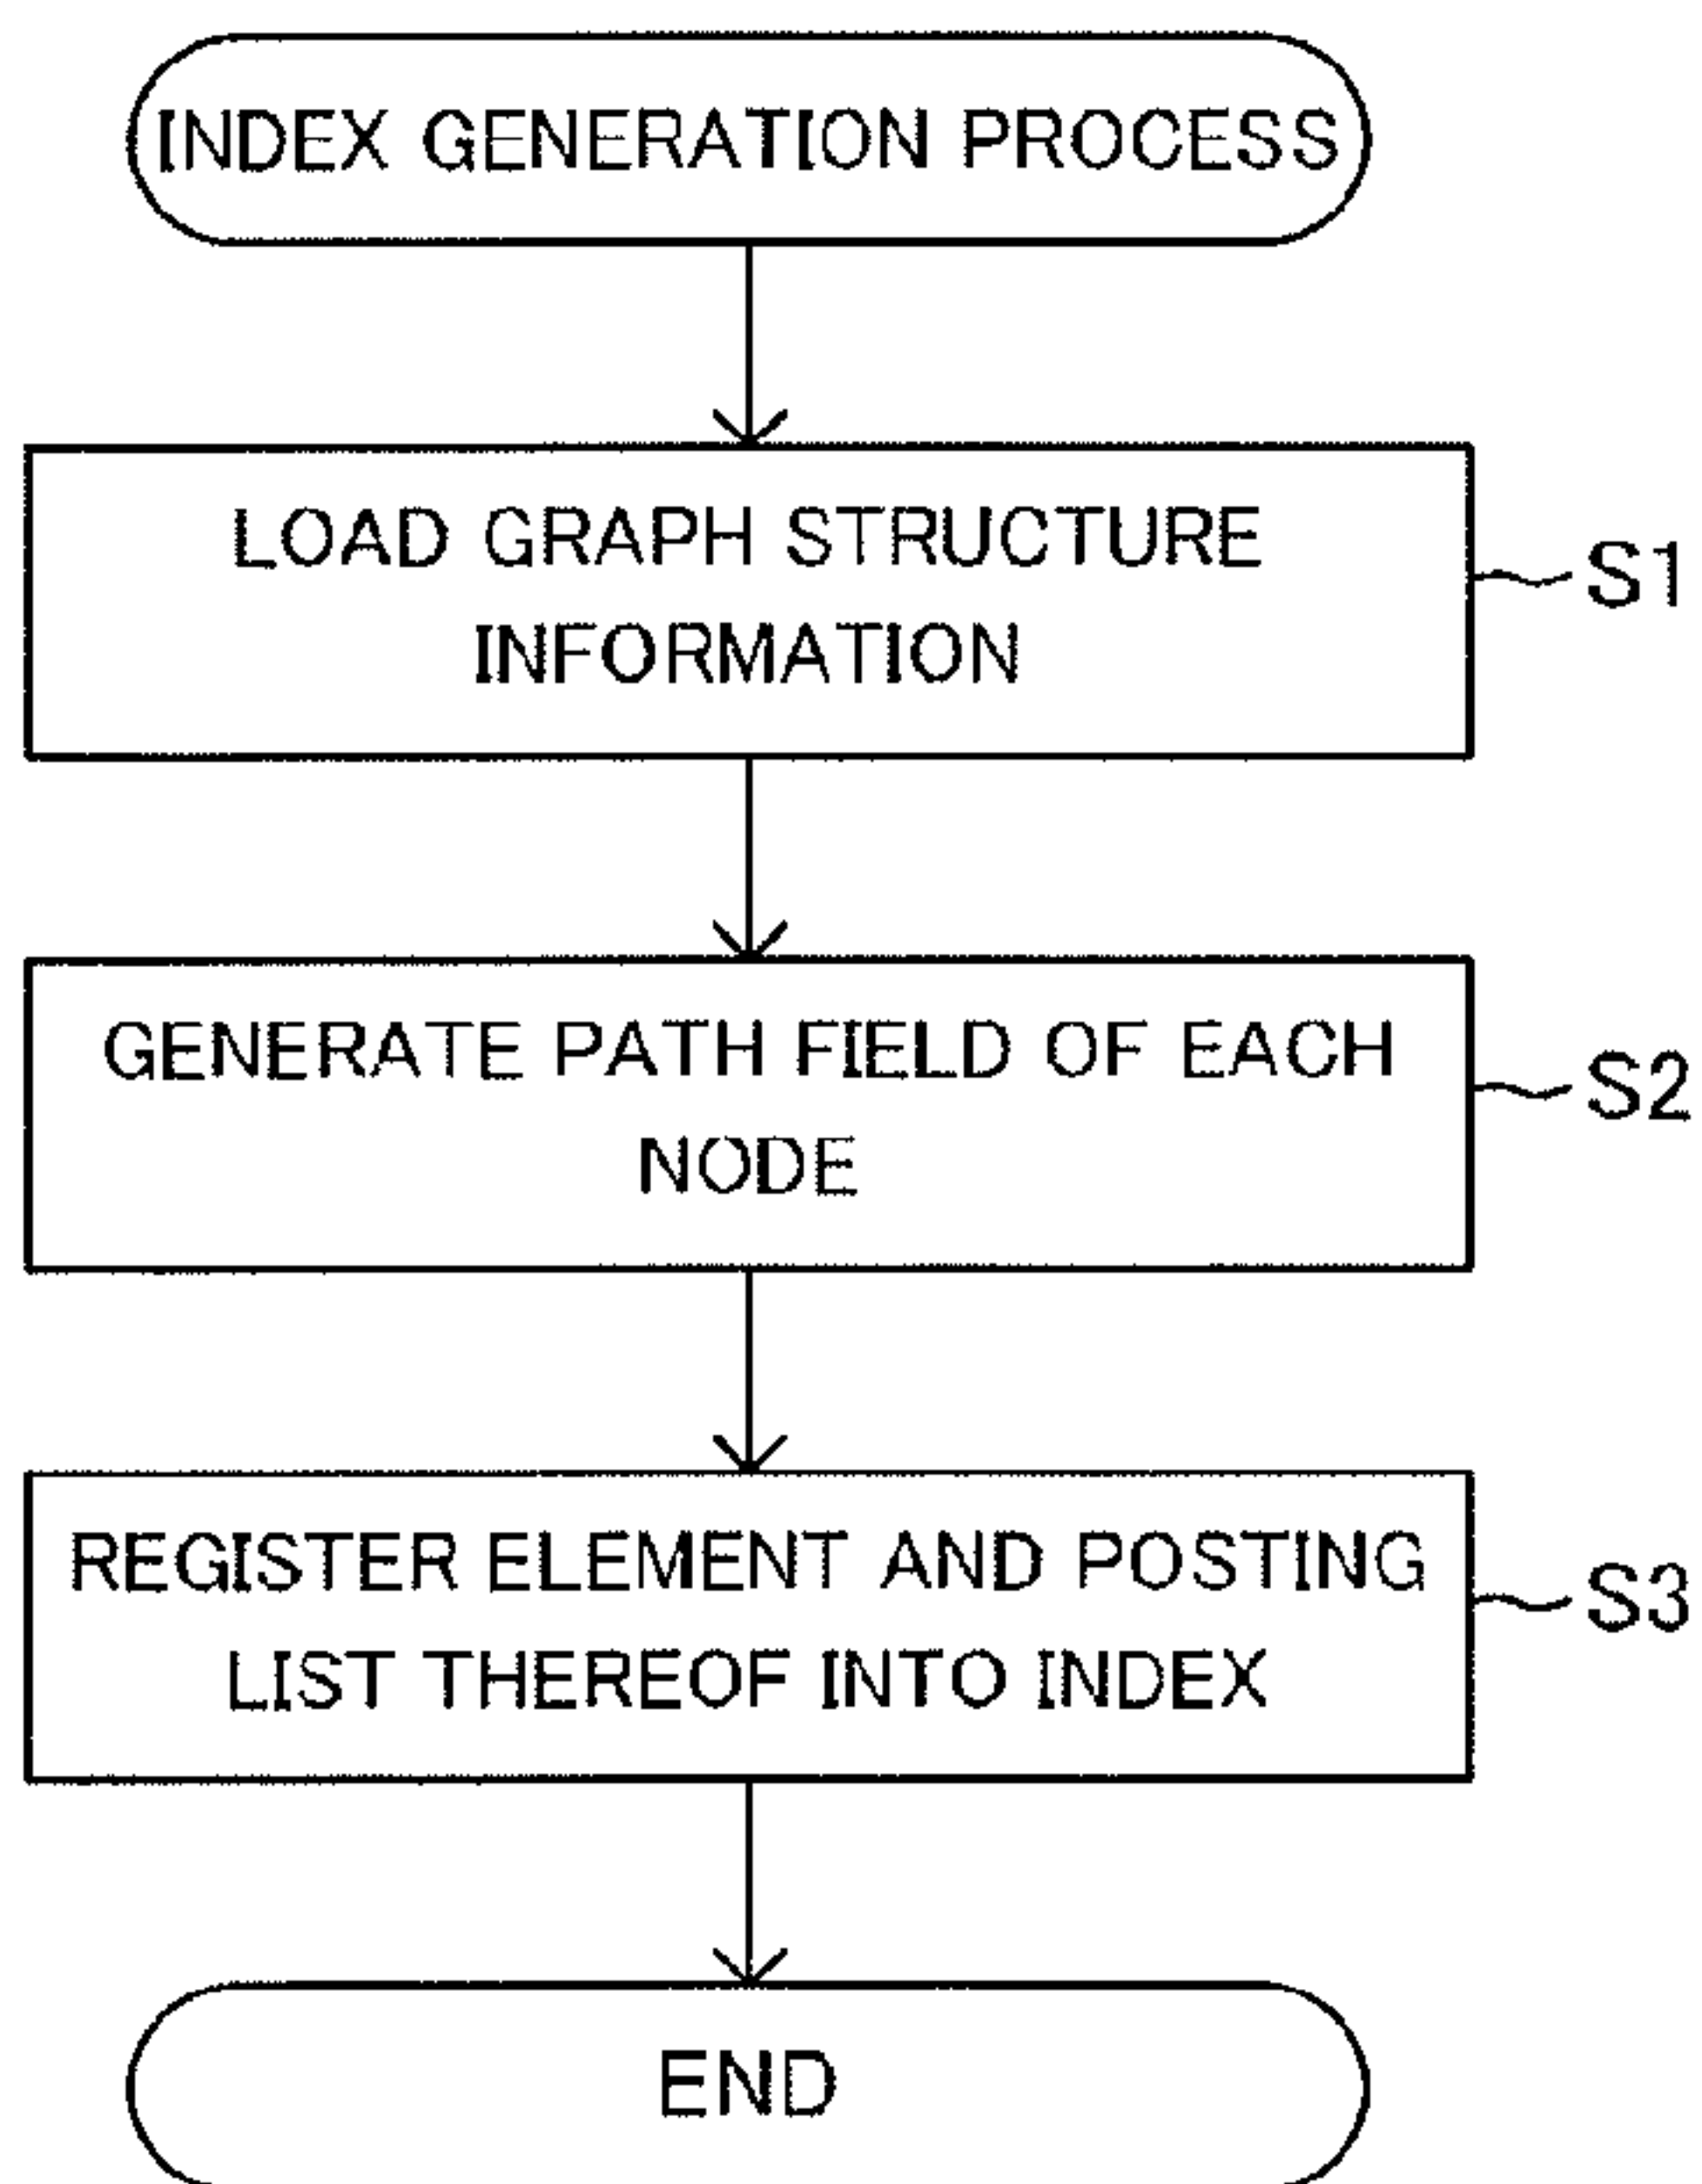 INDEX GENERATION PROCESS
LOAD GRAPH STRUCTURE
INFORMATION
S1
GENERATE PATH FIELD OF EACH
NODE
S2
REGISTER ELEMENT AND POSTING
LIST THEREOF INTO INDEX
S3
END